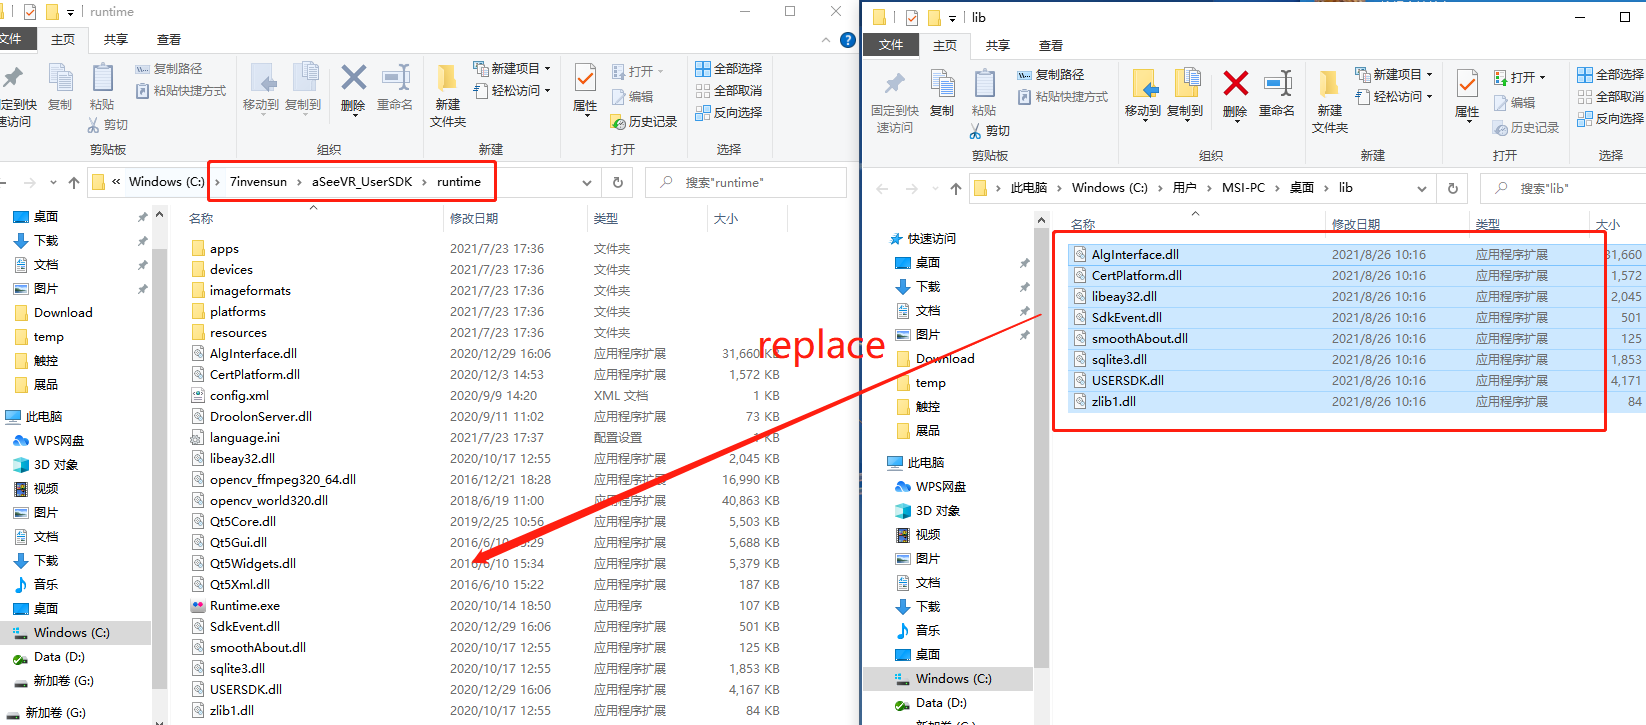 runtime
文件 主页 共享 查看
固定到快速访问
复制
粘贴
复制路径
粘贴快捷方式
剪切
移动到
复制到
删除
重命名
新建文件夹
新建项目
轻松访问
属性
打开
编辑
历史记录
全部选择
全部取消
反向选择
剪贴板 组织 新建 打开 选择
« Windows (C:) › 7invensun › aSeeVR_UserSDK › runtime
搜索"runtime"
桌面
下载
文档
图片
Download
temp
触控
展品
此电脑
WPS网盘
3D 对象
视频
图片
文档
下载
音乐
桌面
Windows (C:)
Data (D:)
新加卷 (G:)
新加卷 (G:)
名称 修改日期 类型 大小
apps 2021/7/23 17:36 文件夹
devices 2021/7/23 17:36 文件夹
imageformats 2021/7/23 17:36 文件夹
platforms 2021/7/23 17:36 文件夹
resources 2021/7/23 17:36 文件夹
AlgInterface.dll 2020/12/29 16:06 应用程序扩展 31,660 KB
CertPlatform.dll 2020/12/3 14:53 应用程序扩展 1,572 KB
config.xml 2020/9/9 14:20 XML 文档 1 KB
DroolonServer.dll 2020/9/11 11:02 应用程序扩展 73 KB
language.ini 2021/7/23 17:37 配置设置 KB
libeay32.dll 2020/10/17 12:55 应用程序扩展 2,045 KB
opencv_ffmpeg320_64.dll 2016/12/21 18:28 应用程序扩展 16,990 KB
opencv_world320.dll 2018/6/19 11:00 应用程序扩展 40,863 KB
Qt5Core.dll 2019/2/25 10:56 应用程序扩展 5,503 KB
Qt5Gui.dll 2016/6/10 应用程序扩展 5,688 KB
Qt5Widgets.dll 2016/6/10 15:34 应用程序扩展 5,379 KB
Qt5Xml.dll 2016/6/10 15:22 应用程序扩展 187 KB
Runtime.exe 2020/10/14 18:50 应用程序 107 KB
SdkEvent.dll 2020/12/29 16:06 应用程序扩展 501 KB
smoothAbout.dll 2020/10/17 12:55 应用程序扩展 125 KB
sqlite3.dll 2020/10/17 12:55 应用程序扩展 1,853 KB
USERSDK.dll 2020/12/29 16:06 应用程序扩展 4,167 KB
zlib1.dll 2020/10/17 12:55 应用程序扩展 84 KB
replace
lib
文件 主页 共享 查看
固定到快速访问
复制
粘贴
复制路径
粘贴快捷方式
剪切
移动到
复制到
删除
重命名
新建文件夹
新建项目
轻松访问
属性
打开
编辑
历史记录
全部选择
全部取消
反向选择
剪贴板 组织 新建 打开 选择
此电脑 › Windows (C:) › 用户 › MSI-PC › 桌面 › lib
搜索"lib"
快速访问
桌面
下载
文档
图片
Download
temp
触控
展品
此电脑
WPS网盘
3D 对象
视频
图片
文档
下载
音乐
桌面
Windows (C:)
Data (D:)
名称 修改日期 类型 大小
AlgInterface.dll 2021/8/26 10:16 应用程序扩展 31,660
CertPlatform.dll 2021/8/26 10:16 应用程序扩展 1,572
libeay32.dll 2021/8/26 10:16 应用程序扩展 2,045
SdkEvent.dll 2021/8/26 10:16 应用程序扩展 501
smoothAbout.dll 2021/8/26 10:16 应用程序扩展 125
sqlite3.dll 2021/8/26 10:16 应用程序扩展 1,853
USERSDK.dll 2021/8/26 10:16 应用程序扩展 4,171
zlib1.dll 2021/8/26 10:16 应用程序扩展 84